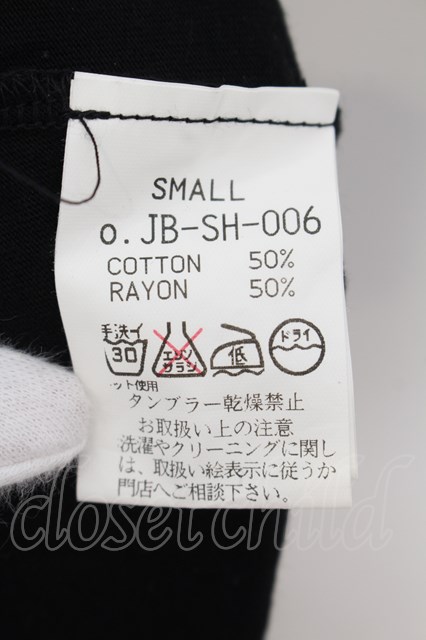 SMALL
o. JB-SH-006
COTTON 50%
RAYON 50%
手洗イ
30
エンソ
サラシ
低
ドライ
ット使用
タンブラー乾燥禁止
お取扱い上の注意
洗濯やクリーニングに関し
は、取扱い絵表示に従うか
門店へご相談下さい。
closet child